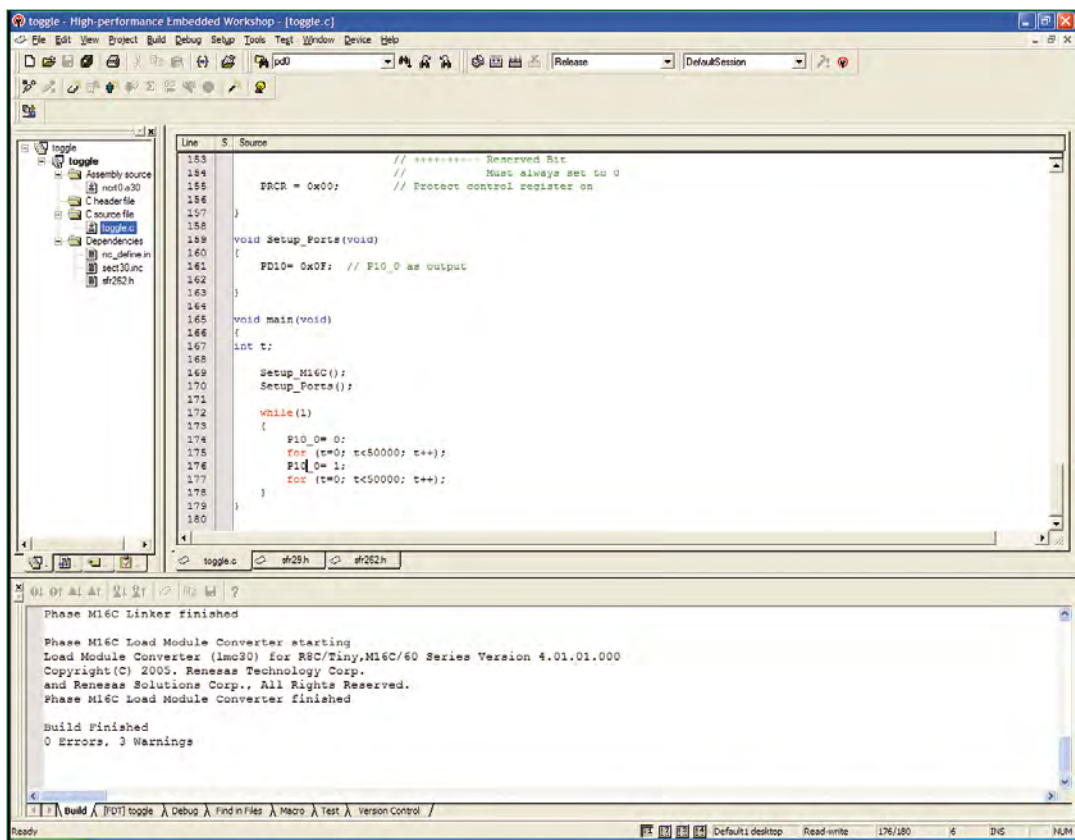 toggle - High-performance Embedded Workshop - [toggle.c]
File Edit View Project Build Debug Setup Tools Test Window Device Help
pd0 Release DefaultSession
toggle
toggle
Assembly source
ncrt0.a30
C header file
C source file
toggle.c
Dependencies
nc_define.in
sect30.inc
sfr262.h
Line S Source
153 // ++++++++++ Reserved Bit
154 // Must always set to 0
155 PRCR = 0x00; // Protect control register on
156
157 }
158
159 void Setup_Ports(void)
160 {
161 PD10= 0x0F; // P10_0 as output
162
163 }
164
165 void main(void)
166 {
167 int t;
168
169 Setup_M16C();
170 Setup_Ports();
171
172 while(1)
173 {
174 P10_0= 0;
175 for (t=0; t<50000; t++);
176 P10_0= 1;
177 for (t=0; t<50000; t++);
178 }
179 }
180
toggle.c sfr29.h sfr262.h
Phase M16C Linker finished
Phase M16C Load Module Converter starting
Load Module Converter (lmc30) for R8C/Tiny,M16C/60 Series Version 4.01.01.000
Copyright(C) 2005. Renesas Technology Corp.
and Renesas Solutions Corp., All Rights Reserved.
Phase M16C Load Module Converter finished
Build Finished
0 Errors, 3 Warnings
Build [FDT] toggle Debug Find in Files Macro Test Version Control
Ready Default1 desktop Read-write 176/180 6 INS NUM